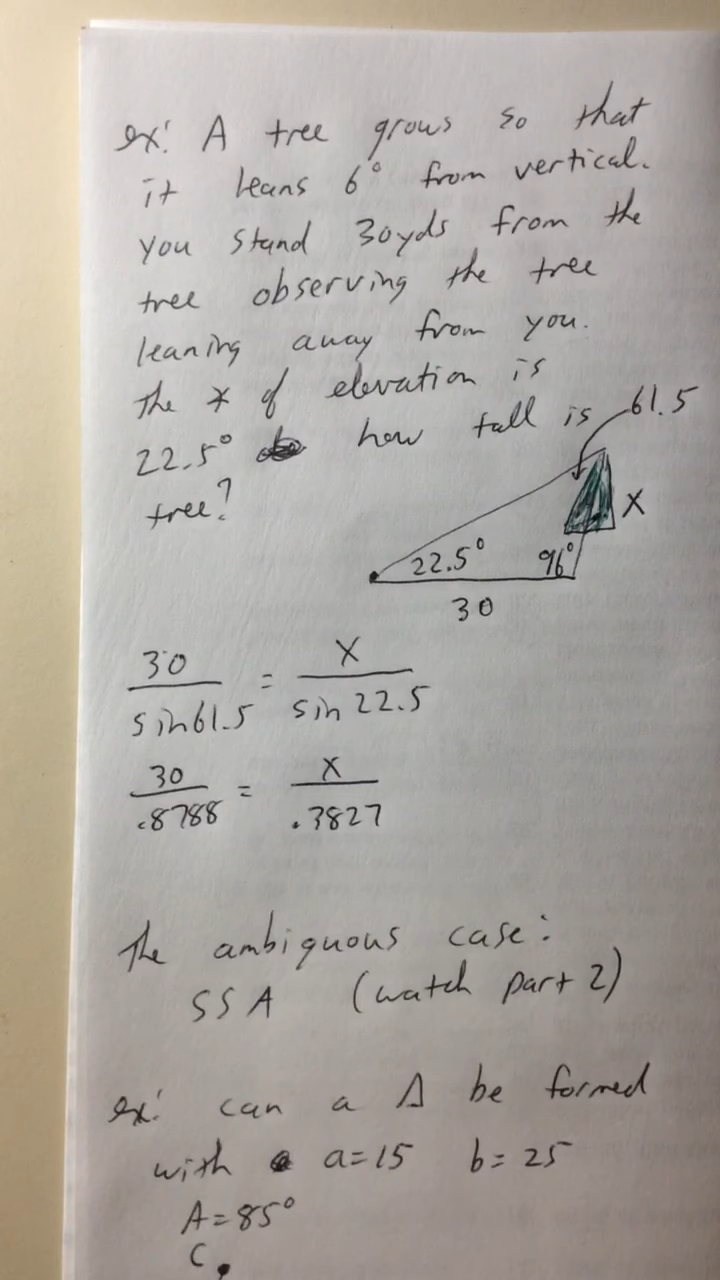 ex: A tree grows so that
it leans 6° from vertical.
you stand 30yds from the
tree observing the tree
leaning away from you.
the ∡ of elevation is
22.5° how tall is
tree?
61.5
X
22.5°
96°
30
30/sin61.5 = X/sin 22.5
30/.8788 = X/.3827
The ambiguous case:
SSA (watch part 2)
ex: can a Δ be formed
with a=15 b=25
A=85°
C